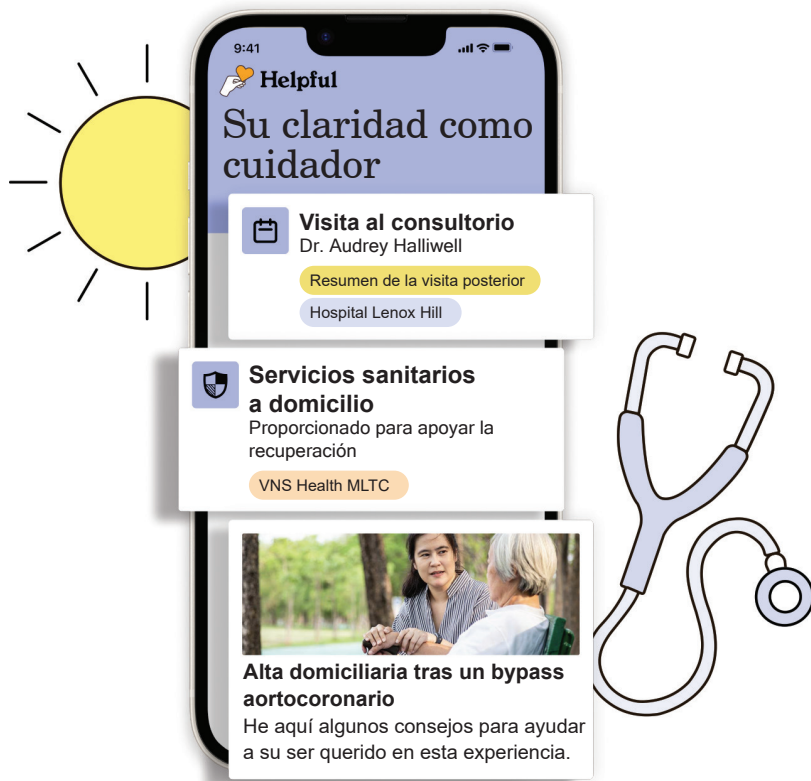 9:41
Helpful
Su claridad como
cuidador
Visita al consultorio
Dr. Audrey Halliwell
Resumen de la visita posterior
Hospital Lenox Hill
Servicios sanitarios
a domicilio
Proporcionado para apoyar la
recuperación
VNS Health MLTC
Alta domiciliaria tras un bypass
aortocoronario
He aquí algunos consejos para ayudar
a su ser querido en esta experiencia.